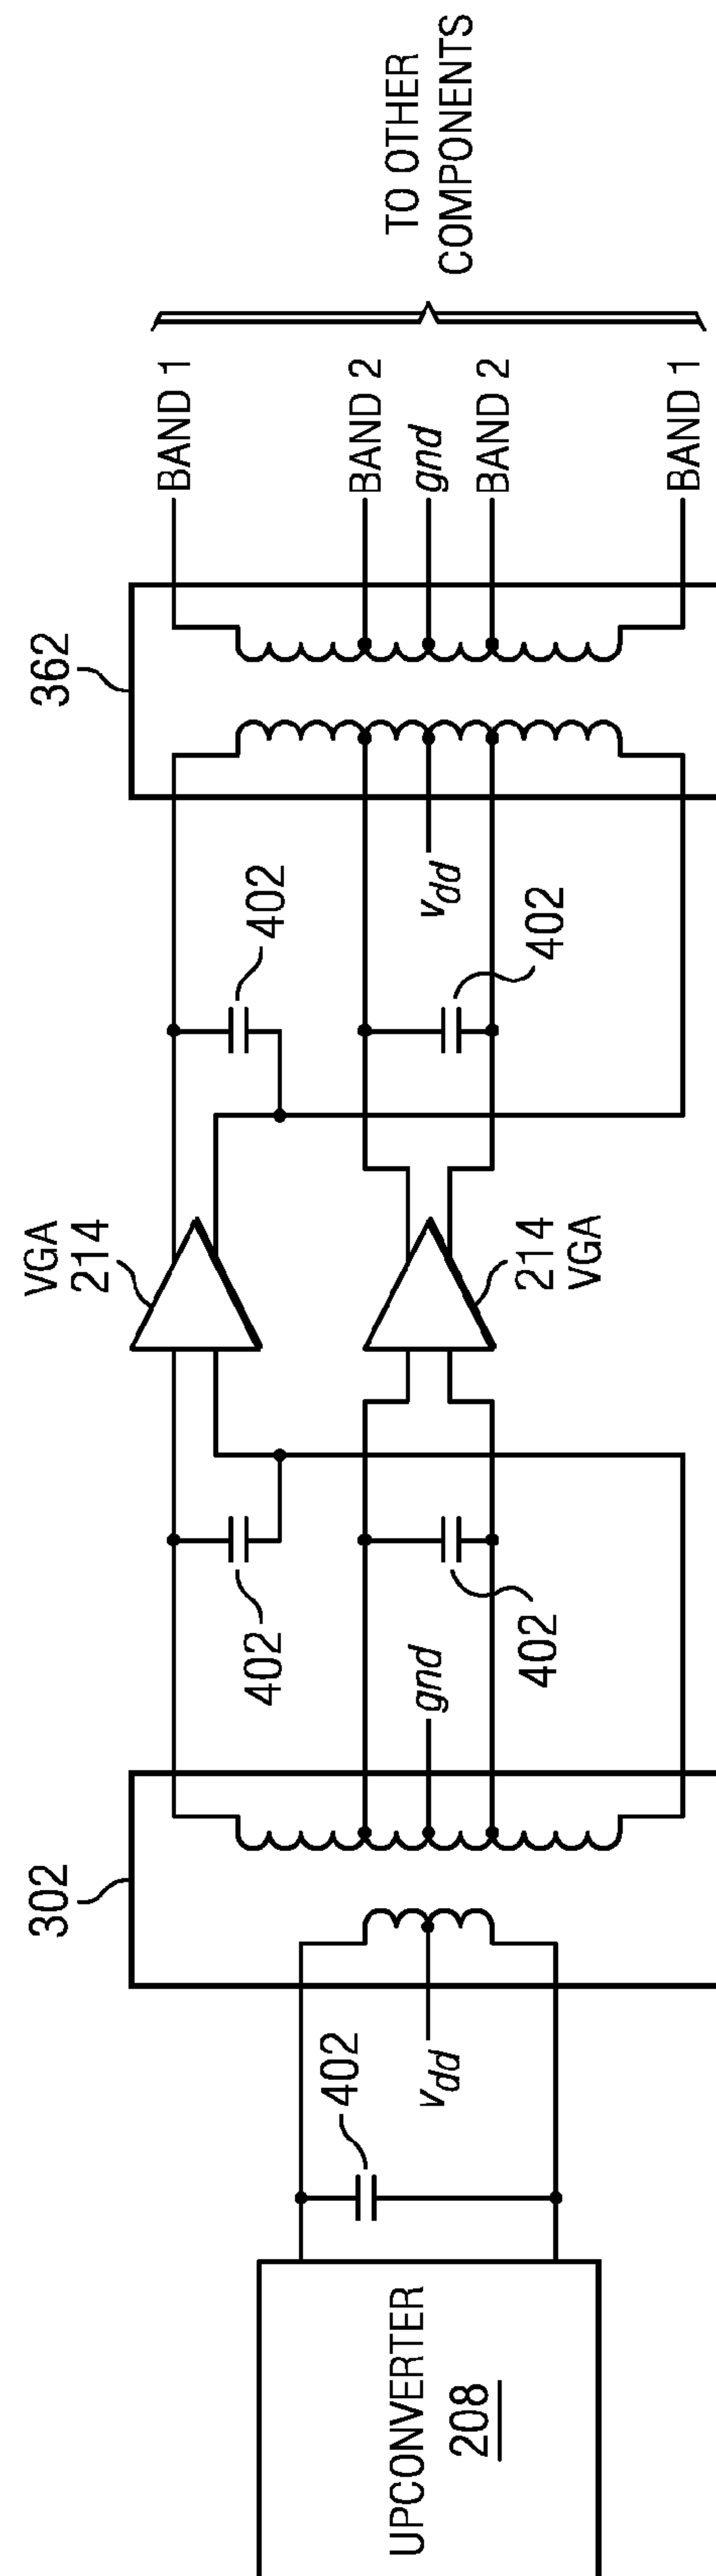 UPCONVERTER
208
402
vdd
302
gnd
402
402
VGA
214
214
VGA
402
402
vdd
362
BAND 1
BAND 2
gnd
BAND 2
BAND 1
TO OTHER
COMPONENTS